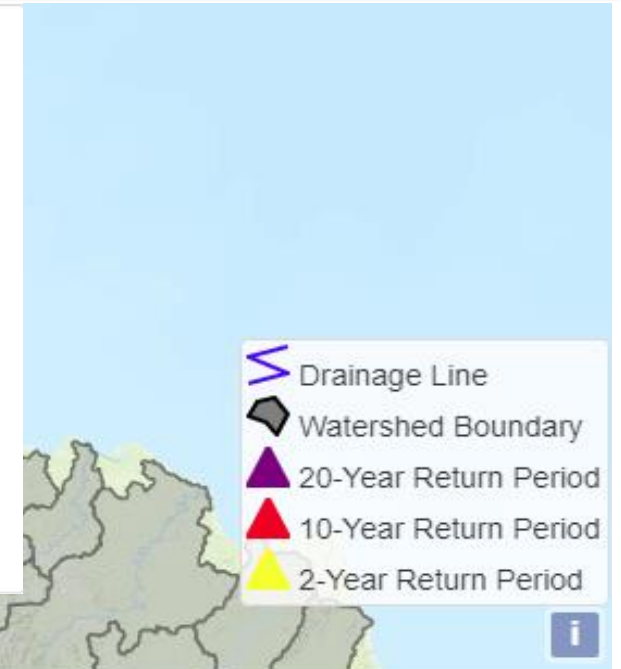 Drainage Line
Watershed Boundary
20-Year Return Period
10-Year Return Period
2-Year Return Period
i